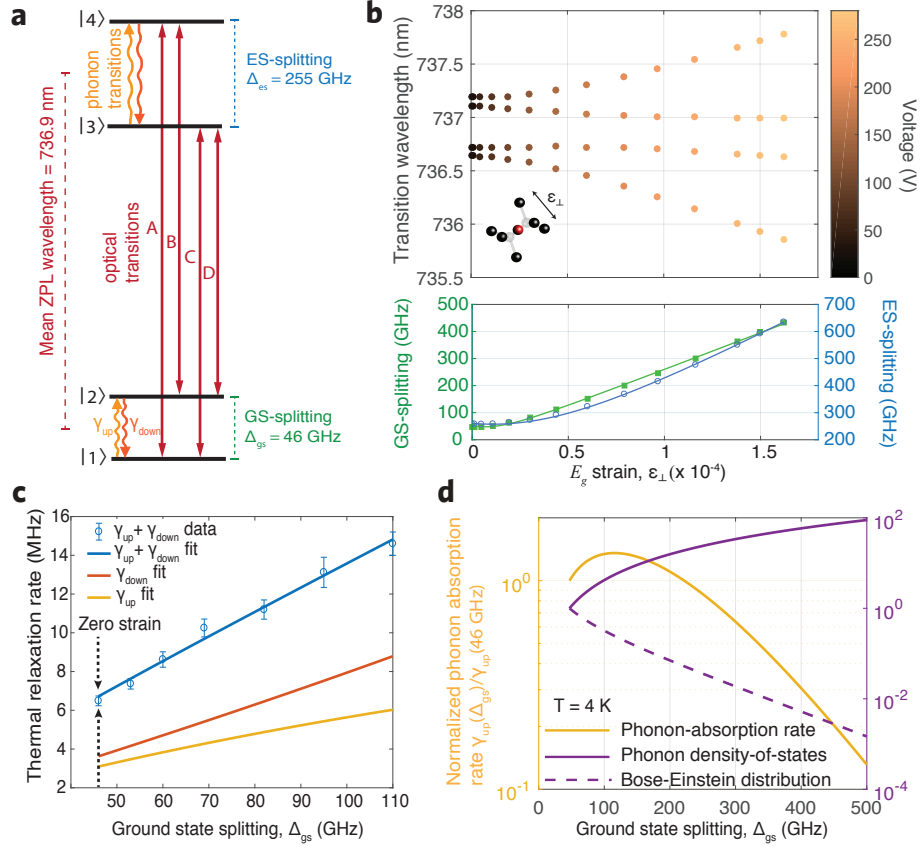 a
|4⟩
phonon
transitions
ES-splitting
Δes = 255 GHz
|3⟩
Mean ZPL wavelength = 736.9 nm
optical
transitions
A
B
C
D
|2⟩
γup
γdown
GS-splitting
Δgs = 46 GHz
|1⟩
b
Transition wavelength (nm)
738
737.5
737
736.5
736
735.5
ε⊥
Voltage (V)
250
200
150
100
50
0
GS-splitting (GHz)
500
400
300
200
100
0
ES-splitting (GHz)
700
600
500
400
300
200
0
0.5
1
1.5
Eg strain, ε⊥(x 10-4)
c
Thermal relaxation rate (MHz)
16
14
12
10
8
6
4
2
γup+ γdown data
γup+ γdown fit
γdown fit
γup fit
Zero strain
50 60 70 80 90 100 110
Ground state splitting, Δgs (GHz)
d
Normalized phonon absorption
rate γup(Δgs)/γup(46 GHz)
100
10-1
102
100
10-2
10-4
T = 4 K
Phonon-absorption rate
Phonon density-of-states
Bose-Einstein distribution
0 100 200 300 400 500
Ground state splitting, Δgs (GHz)